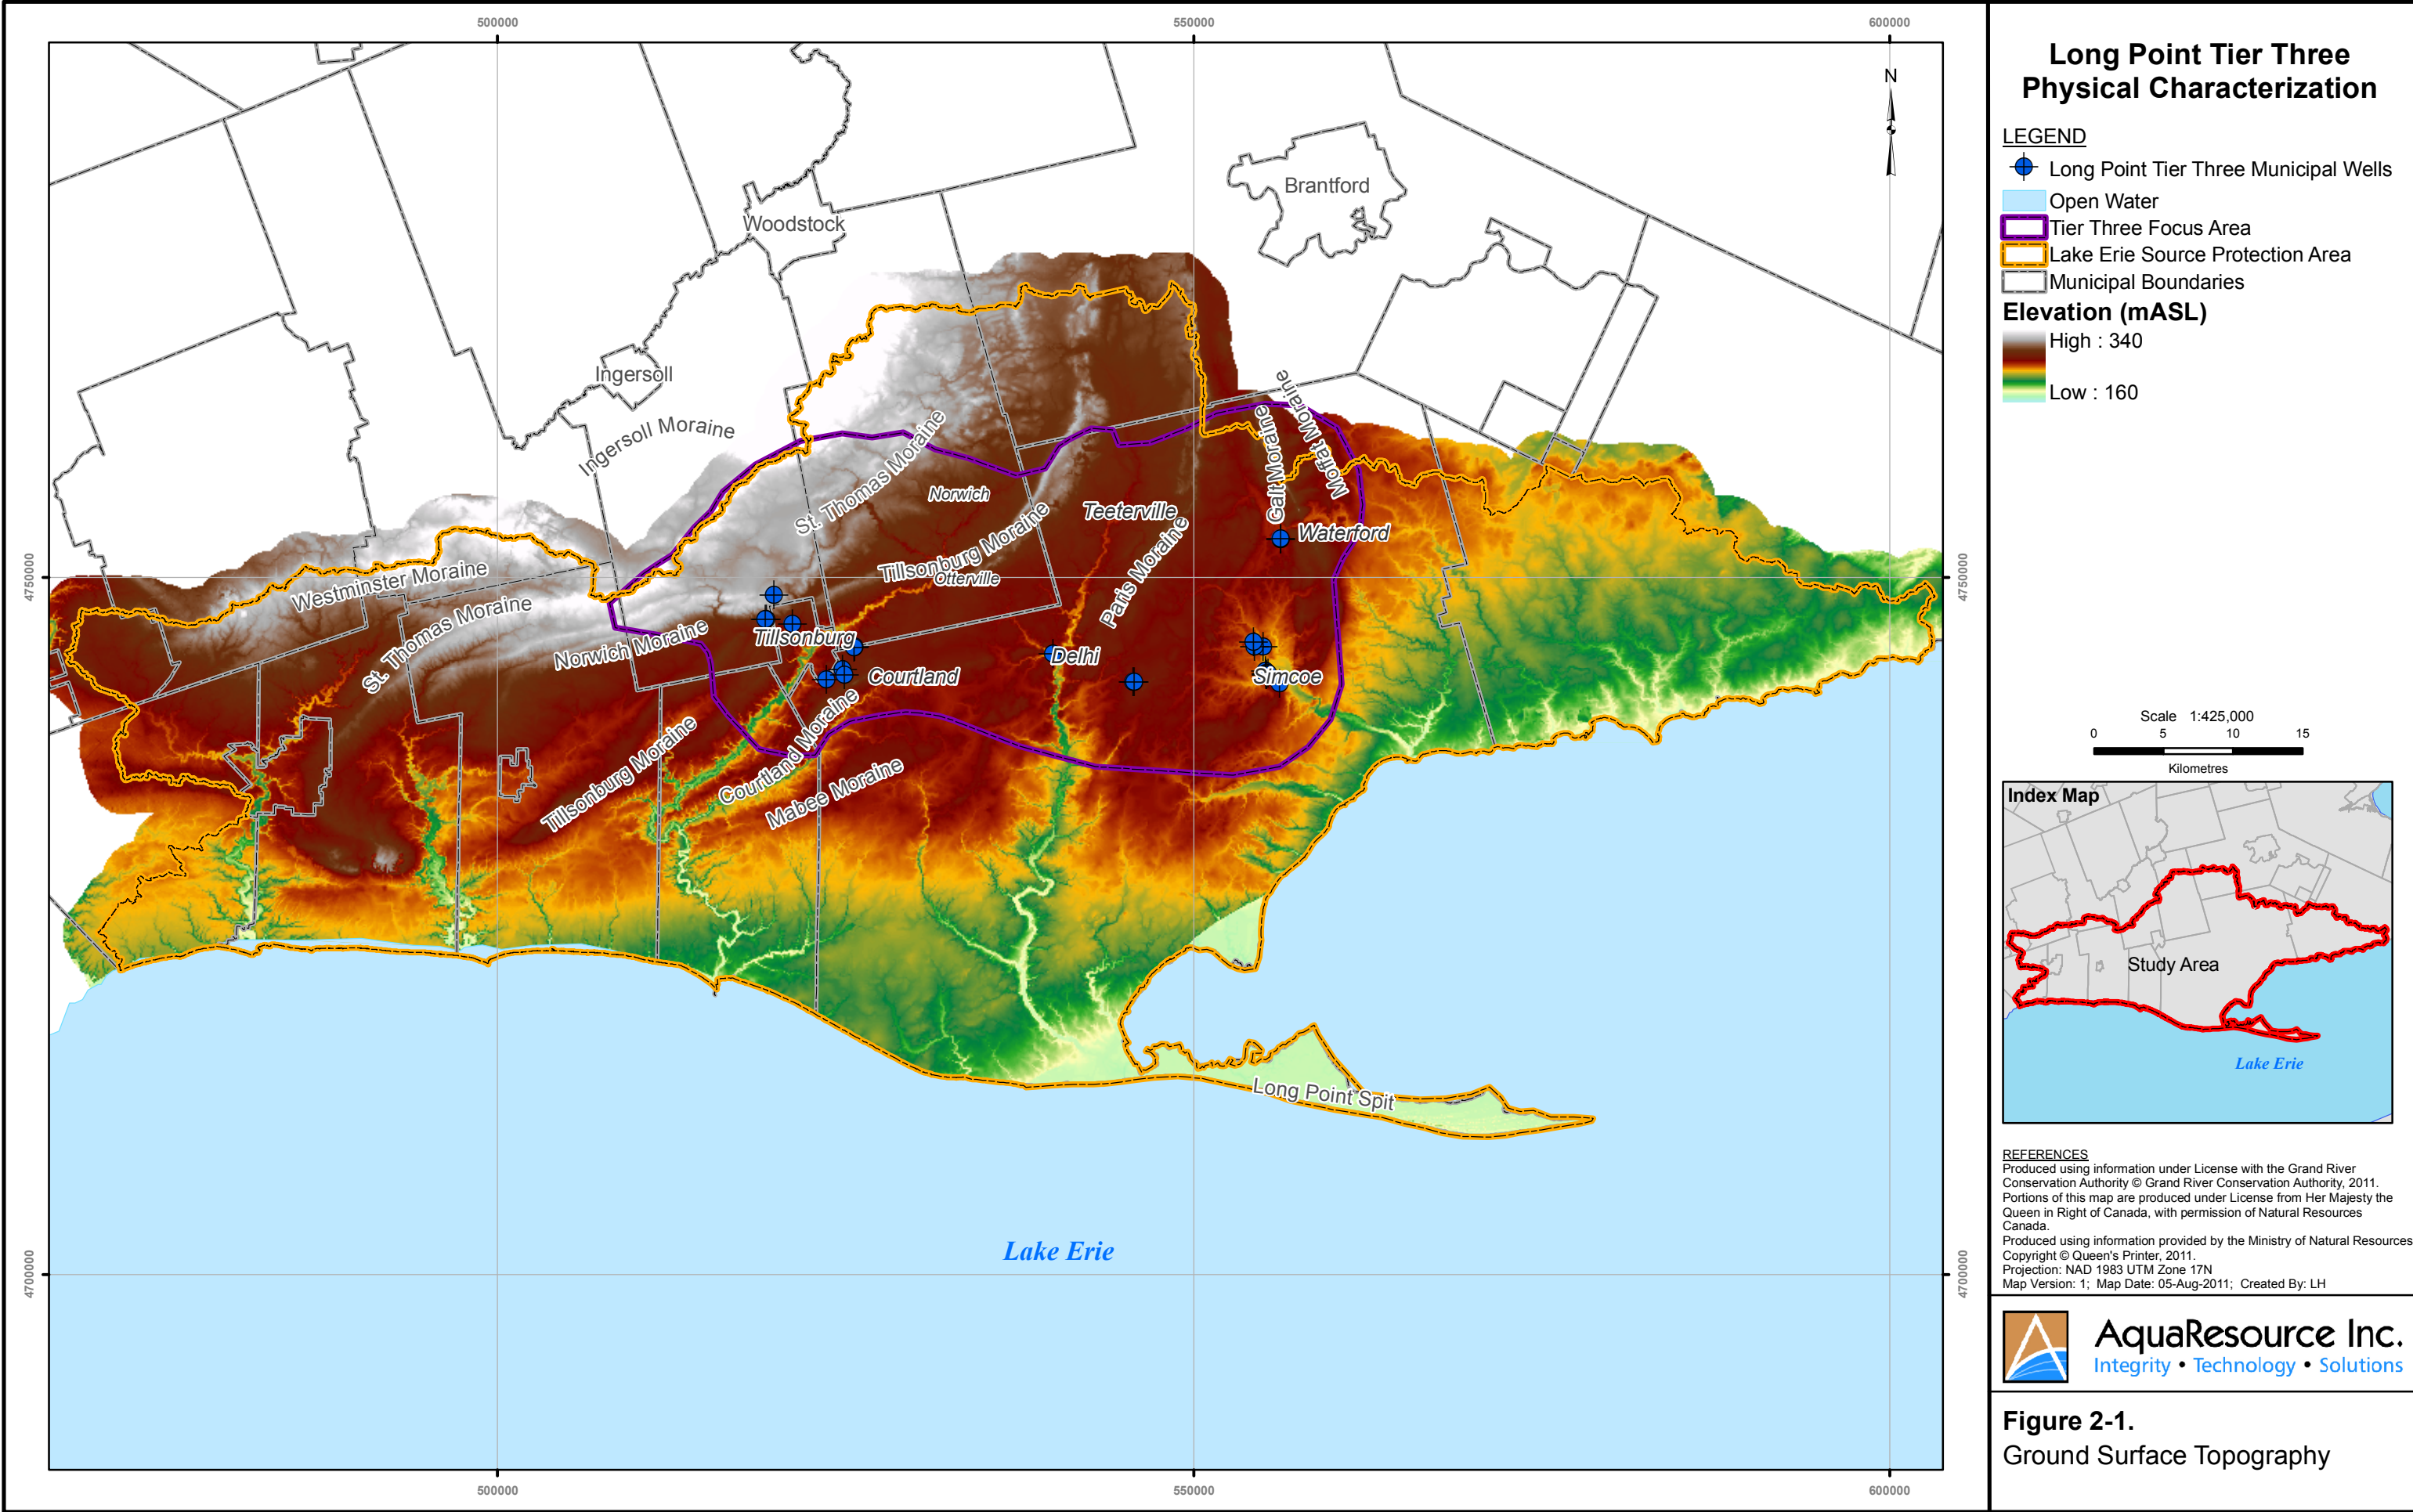 500000
550000
600000
N
Brantford
Woodstock
Ingersoll
Ingersoll Moraine
Moffat Moraine
Galt Moraine
St. Thomas Moraine
Norwich
Teeterville
Waterford
Tillsonburg Moraine
Otterville
Paris Moraine
Westminster Moraine
St. Thomas Moraine
Norwich Moraine
Tillsonburg
Courtland
Delhi
Simcoe
Tillsonburg Moraine
Courtland Moraine
Mabee Moraine
Long Point Spit
Lake Erie
4750000
4750000
4700000
4700000
500000
550000
600000
Long Point Tier Three
Physical Characterization
LEGEND
Long Point Tier Three Municipal Wells
Open Water
Tier Three Focus Area
Lake Erie Source Protection Area
Municipal Boundaries
Elevation (mASL)
High : 340
Low : 160
Scale 1:425,000
0 5 10 15
Kilometres
Index Map
Study Area
Lake Erie
REFERENCES
Produced using information under License with the Grand River
Conservation Authority © Grand River Conservation Authority, 2011.
Portions of this map are produced under License from Her Majesty the
Queen in Right of Canada, with permission of Natural Resources
Canada.
Produced using information provided by the Ministry of Natural Resources
Copyright © Queen's Printer, 2011.
Projection: NAD 1983 UTM Zone 17N
Map Version: 1; Map Date: 05-Aug-2011; Created By: LH
AquaResource Inc.
Integrity • Technology • Solutions
Figure 2-1.
Ground Surface Topography